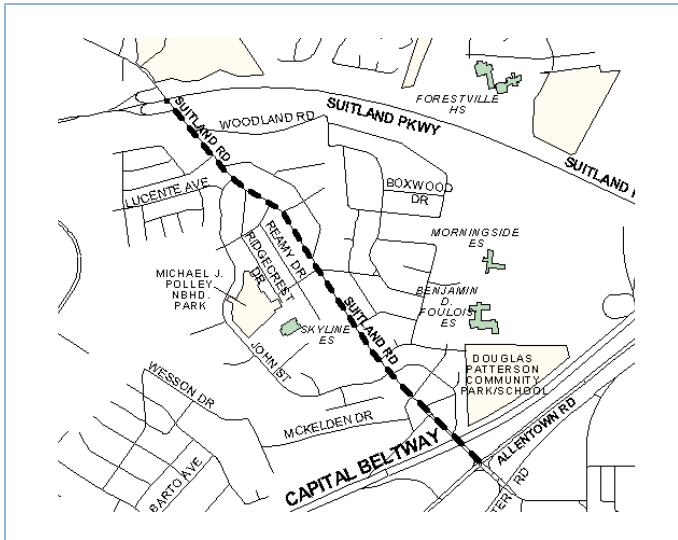 FORESTVILLE
HS
SUITLAND RD
WOODLAND RD
SUITLAND PKWY
SUITLAND
LUCENTE AVE
BOXWOOD
DR
REAMY DR
RIDGECREST
DR
MORNINGSIDE
ES
MICHAEL J.
POLLEY
NBHD.
PARK
BENJAMIN
D.
FOULOIS
ES
SUITLAND RD
SKYLINE
ES
JOHN ST
DOUGLAS
PATTERSON
COMMUNITY
PARK/SCHOOL
WESSON DR
MCKELDEN DR
ALLENTOWN RD
CAPITAL BELTWAY
BARTO AVE
TER RD